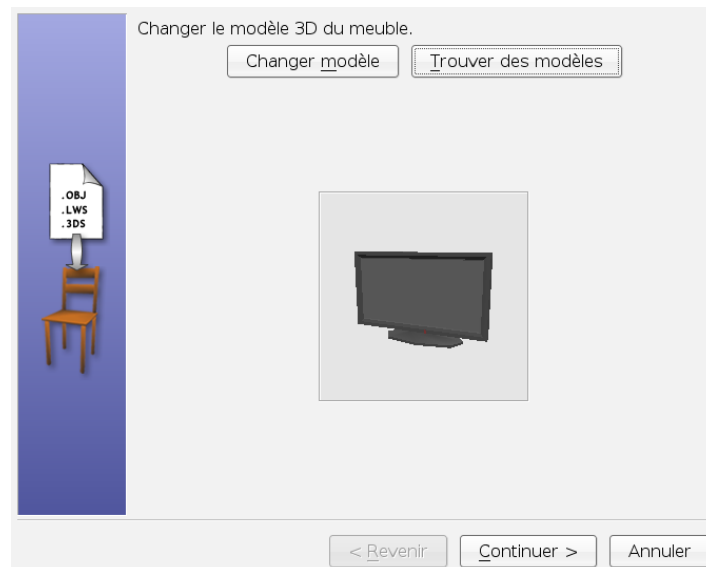 Changer le modèle 3D du meuble.
Changer modèle
Trouver des modèles
.OBJ
.LWS
.3DS
< Revenir
Continuer >
Annuler